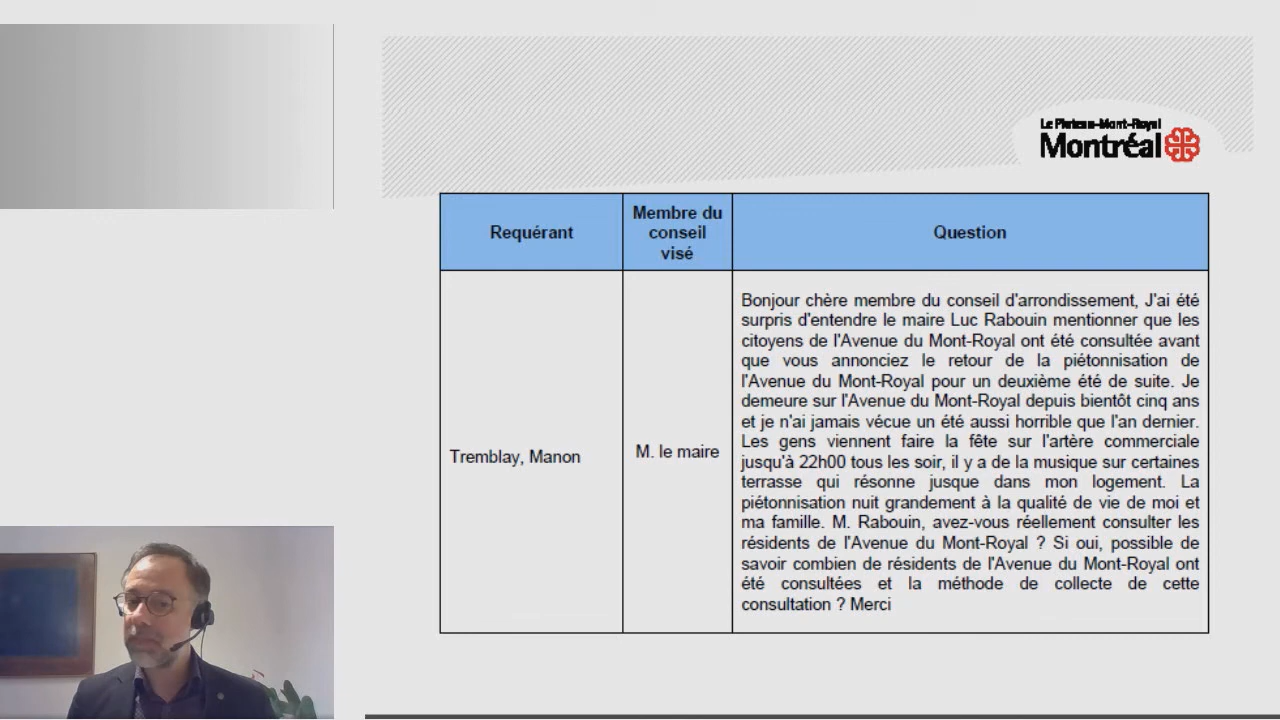 Le Plateau-Mont-Royal
Montréal
Requérant
Membre du
conseil
visé
Question
Tremblay, Manon
M. le maire
Bonjour chère membre du conseil d'arrondissement, J'ai été
surpris d'entendre le maire Luc Rabouin mentionner que les
citoyens de l'Avenue du Mont-Royal ont été consultée avant
que vous annonciez le retour de la piétonnisation de
l'Avenue du Mont-Royal pour un deuxième été de suite. Je
demeure sur l'Avenue du Mont-Royal depuis bientôt cinq ans
et je n'ai jamais vécue un été aussi horrible que l'an dernier.
Les gens viennent faire la fête sur l'artère commerciale
jusqu'à 22h00 tous les soir, il y a de la musique sur certaines
terrasse qui résonne jusque dans mon logement. La
piétonnisation nuit grandement à la qualité de vie de moi et
ma famille. M. Rabouin, avez-vous réellement consulter les
résidents de l'Avenue du Mont-Royal ? Si oui, possible de
savoir combien de résidents de l'Avenue du Mont-Royal ont
été consultées et la méthode de collecte de cette
consultation ? Merci